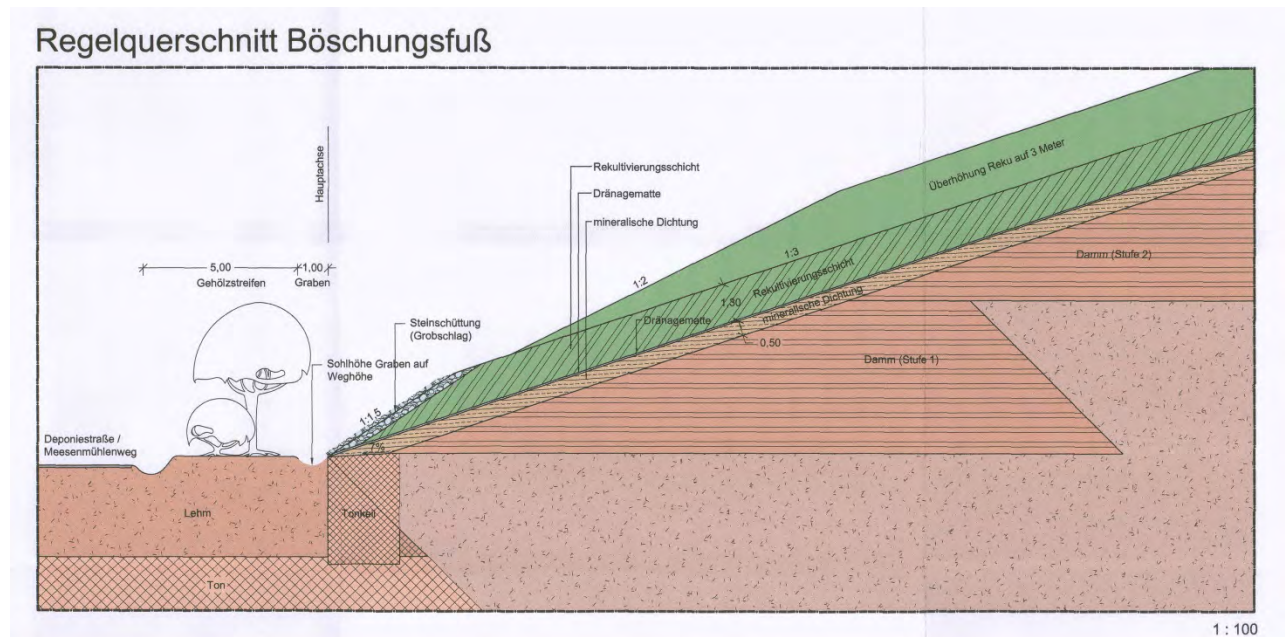 Regelquerschnitt Böschungsfuß
Hauptachse
5,00
1,00
Gehölzstreifen
Graben
Rekultivierungsschicht
Dränagematte
mineralische Dichtung
Überhöhung Reku auf 3 Meter
1:3
1:2
Rekultivierungsschicht
1,30
mineralische Dichtung
Dränagematte
0,50
Damm (Stufe 2)
Damm (Stufe 1)
Steinschüttung
(Grobschlag)
Sohlhöhe Graben auf
Weghöhe
1:1,5
7%
Deponiestraße /
Meesenmühlenweg
Lehm
Tonkeil
Ton
1 : 100